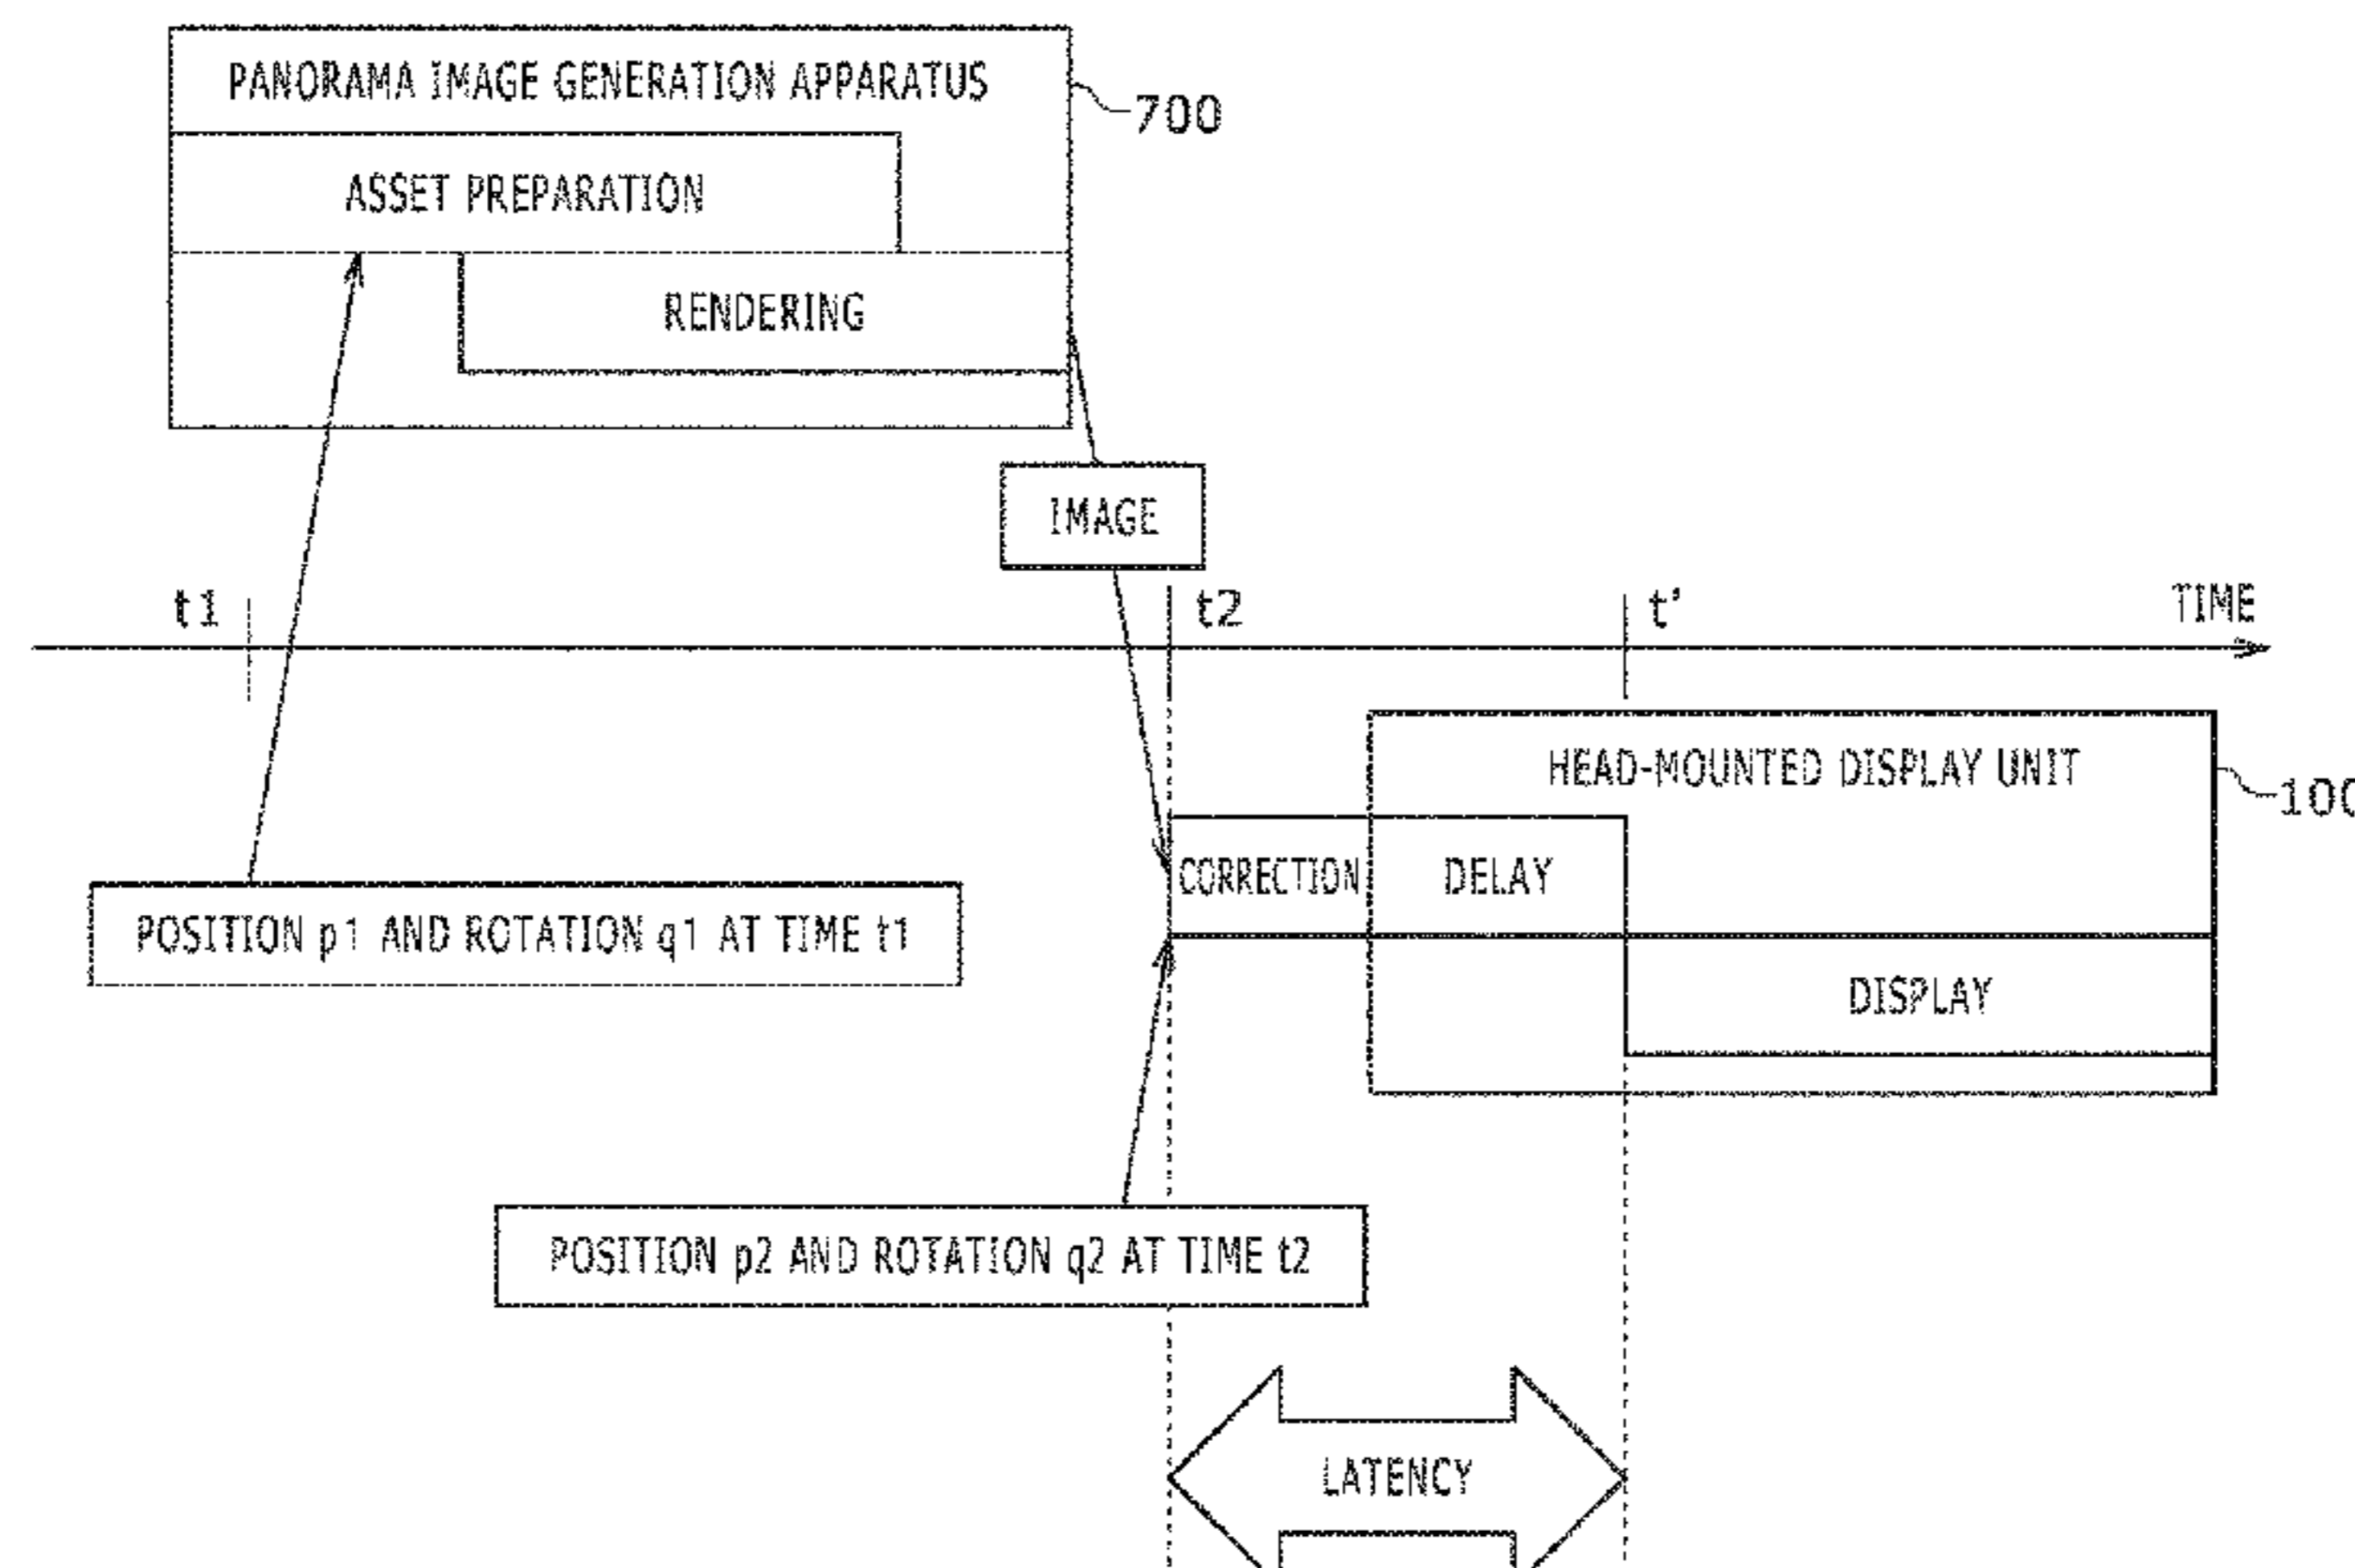 PANORAMA IMAGE GENERATION APPARATUS
700
ASSET PREPARATION
RENDERING
IMAGE
t1
t2
t'
TIME
HEAD-MOUNTED DISPLAY UNIT
100
CORRECTION
DELAY
POSITION p1 AND ROTATION q1 AT TIME t1
DISPLAY
POSITION p2 AND ROTATION q2 AT TIME t2
LATENCY